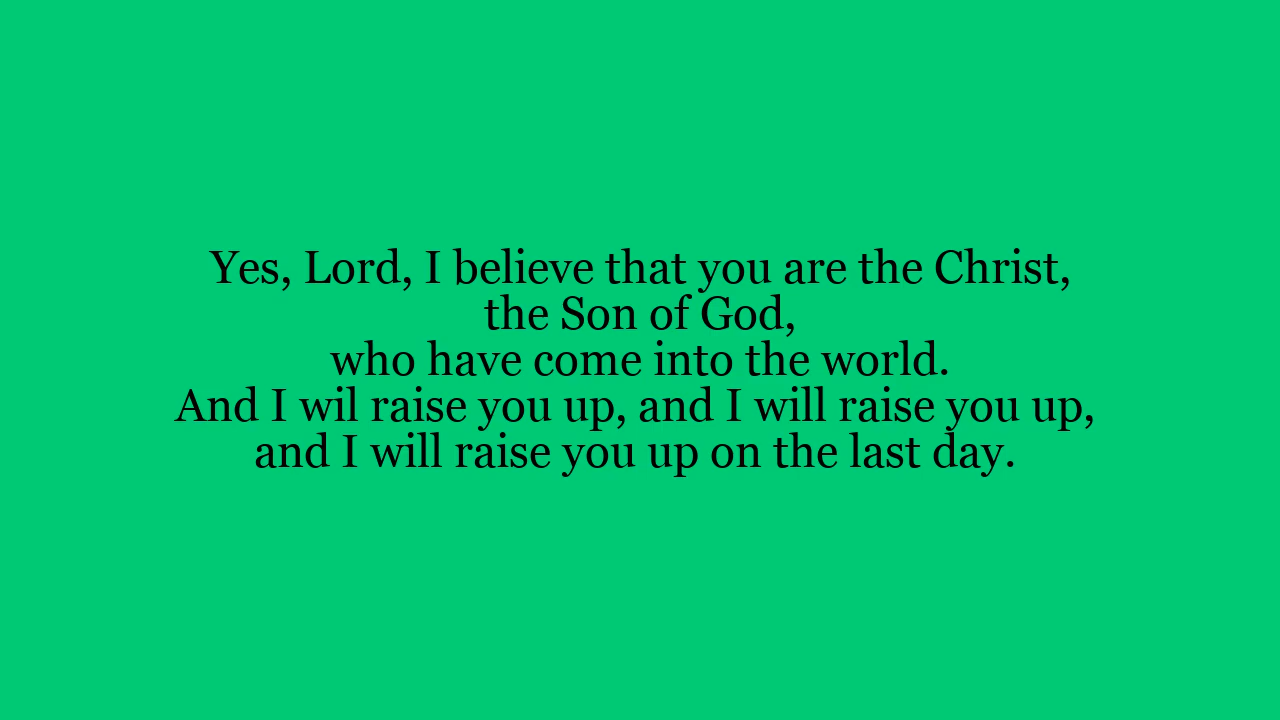 Yes, Lord, I believe that you are the Christ,
the Son of God,
who have come into the world.
And I wil raise you up, and I will raise you up,
and I will raise you up on the last day.